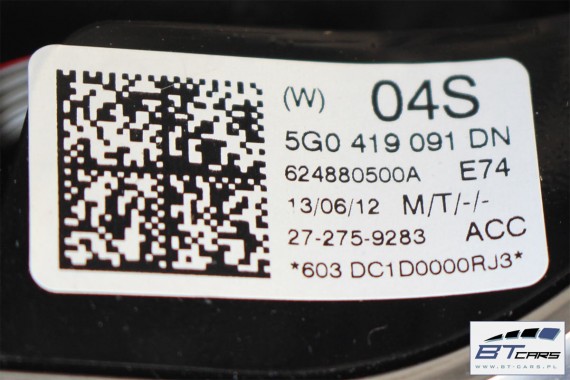 (W) 04S
5G0 419 091 DN
624880500A E74
13/06/12 M/T/-/-
27-275-9283 ACC
*603 DC1D0000RJ3*
BTCARS
WWW.BT-CARS.PL